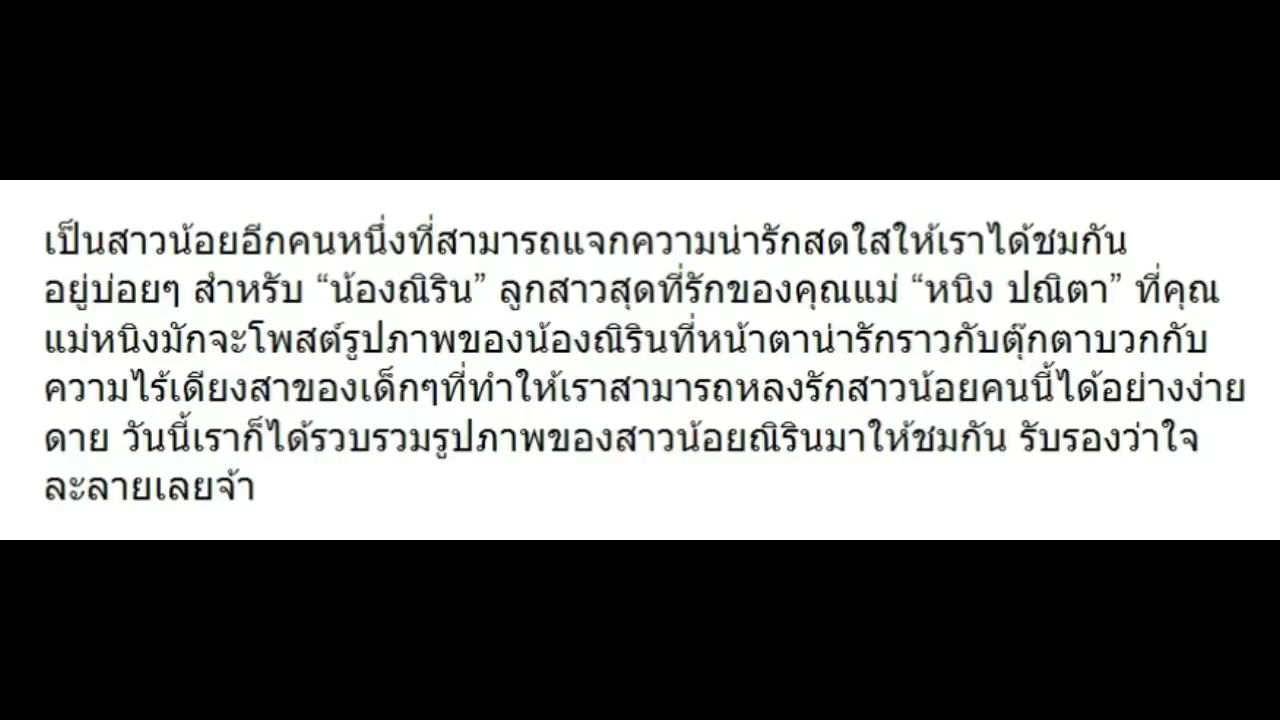 เป็นสาวน้อยอีกคนหนึ่งที่สามารถแจกความน่ารักสดใสให้เราได้ชมกัน
อยู่บ่อยๆ สำหรับ “น้องณิริน” ลูกสาวสุดที่รักของคุณแม่ “หนิง ปณิตา” ที่คุณ
แม่หนิงมักจะโพสต์รูปภาพของน้องณิรินที่หน้าตาน่ารักราวกับตุ๊กตาบวกกับ
ความไร้เดียงสาของเด็กๆที่ทำให้เราสามารถหลงรักสาวน้อยคนนี้ได้อย่างง่าย
ดาย วันนี้เราก็ได้รวบรวมรูปภาพของสาวน้อยณิรินมาให้ชมกัน รับรองว่าใจ
ละลายเลยจ้า